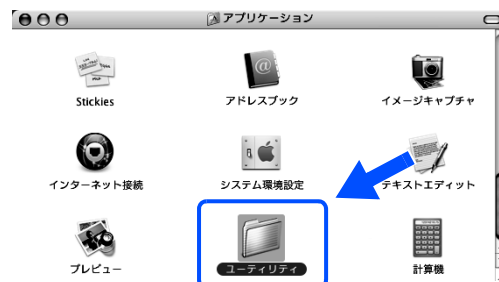 アプリケーション
Stickies
アドレスブック
イメージキャプチャ
インターネット接続
システム環境設定
テキストエディット
プレビュー
ユーティリティ
計算機